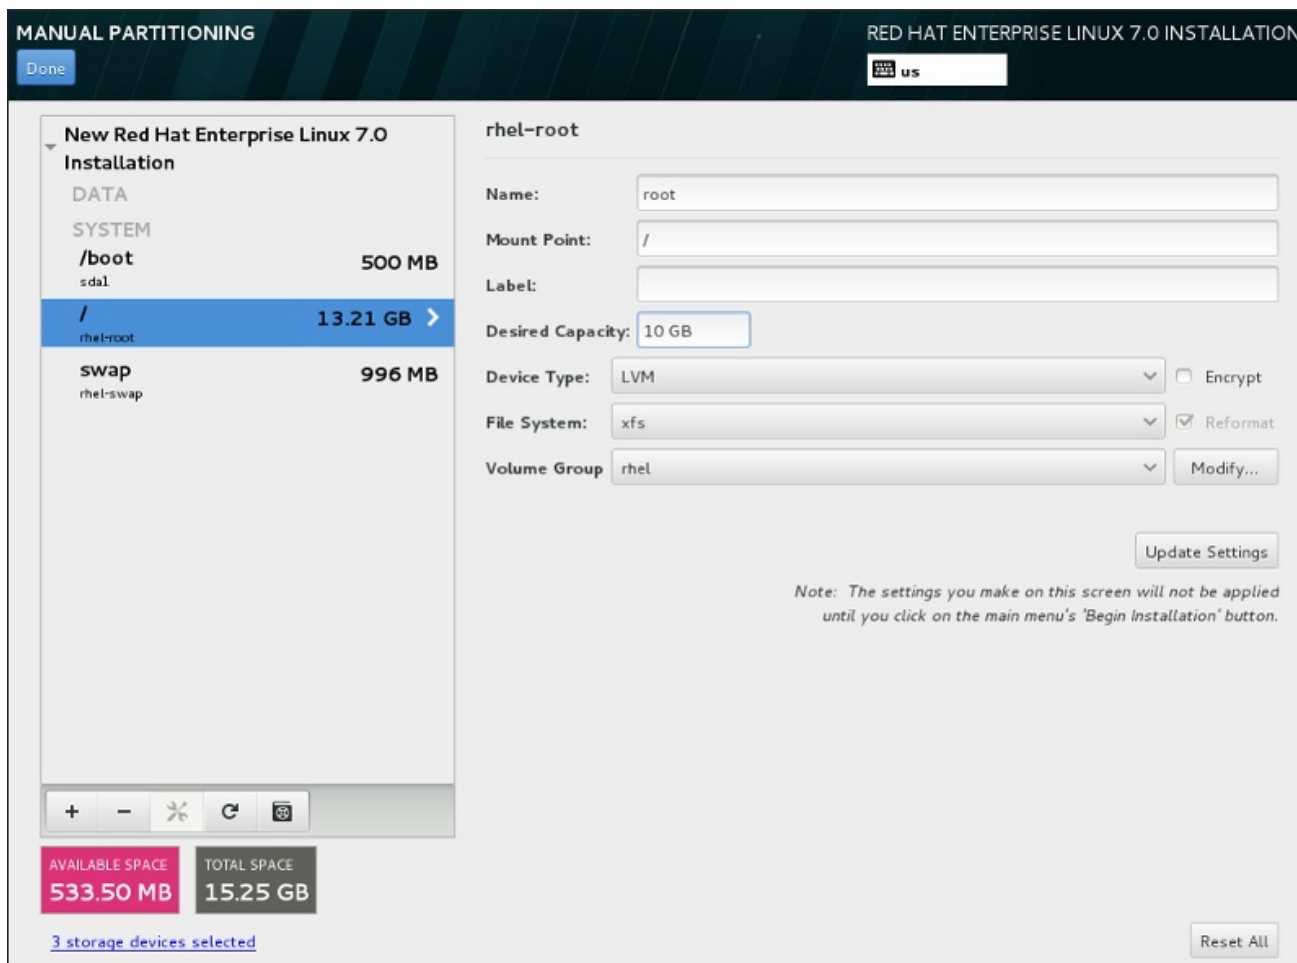 MANUAL PARTITIONING
RED HAT ENTERPRISE LINUX 7.0 INSTALLATION
Done
us
New Red Hat Enterprise Linux 7.0
Installation
DATA
SYSTEM
/boot
500 MB
sda1
/
13.21 GB
rhel-root
swap
996 MB
rhel-swap
+ -
AVAILABLE SPACE
533.50 MB
TOTAL SPACE
15.25 GB
3 storage devices selected
rhel-root
Name: root
Mount Point: /
Label:
Desired Capacity: 10 GB
Device Type: LVM Encrypt
File System: xfs Reformat
Volume Group rhel Modify...
Update Settings
Note: The settings you make on this screen will not be applied
until you click on the main menu's 'Begin Installation' button.
Reset All